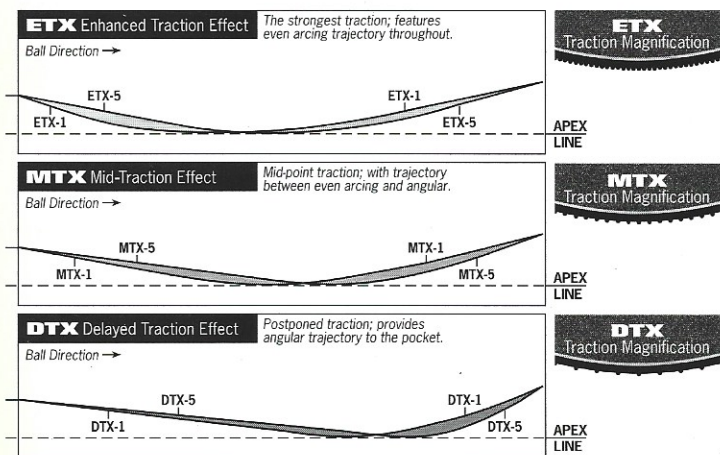 ETX Enhanced Traction Effect
The strongest traction; features
even arcing trajectory throughout.
Ball Direction →
ETX-5
ETX-1
ETX-1
ETX-5
APEX
LINE
ETX
Traction Magnification
MTX Mid-Traction Effect
Mid-point traction; with trajectory
between even arcing and angular.
Ball Direction →
MTX-5
MTX-1
MTX-1
MTX-5
APEX
LINE
MTX
Traction Magnification
DTX Delayed Traction Effect
Postponed traction; provides
angular trajectory to the pocket.
Ball Direction →
DTX-5
DTX-1
DTX-1
DTX-5
APEX
LINE
DTX
Traction Magnification